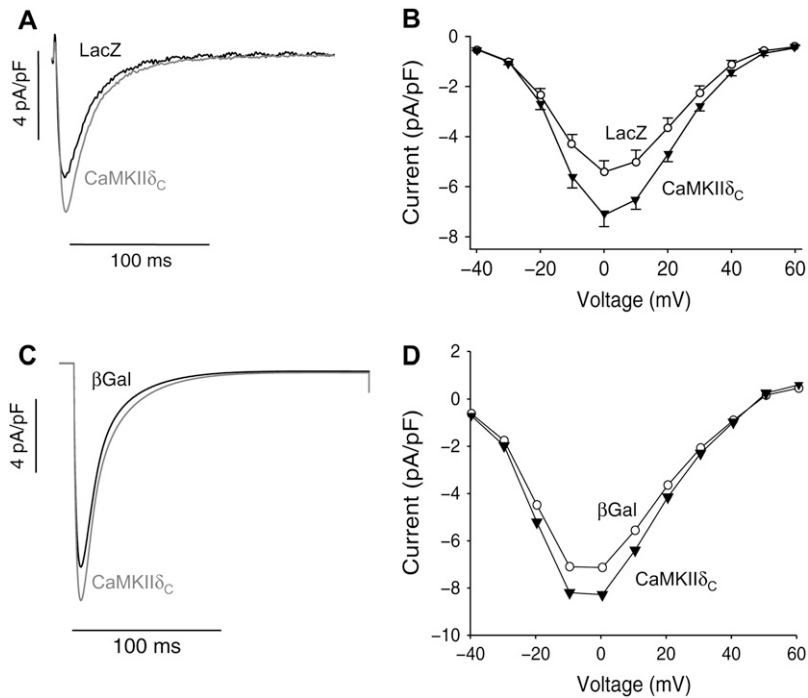 A
4 pA/pF
LacZ
CaMKIIδC
100 ms
B
Current (pA/pF)
0
−2
−4
−6
−8
LacZ
CaMKIIδC
−40 −20 0 20 40 60
Voltage (mV)
C
4 pA/pF
βGal
CaMKIIδC
100 ms
D
Current (pA/pF)
2
0
−2
−4
−6
−8
−10
βGal
CaMKIIδC
−40 −20 0 20 40 60
Voltage (mV)